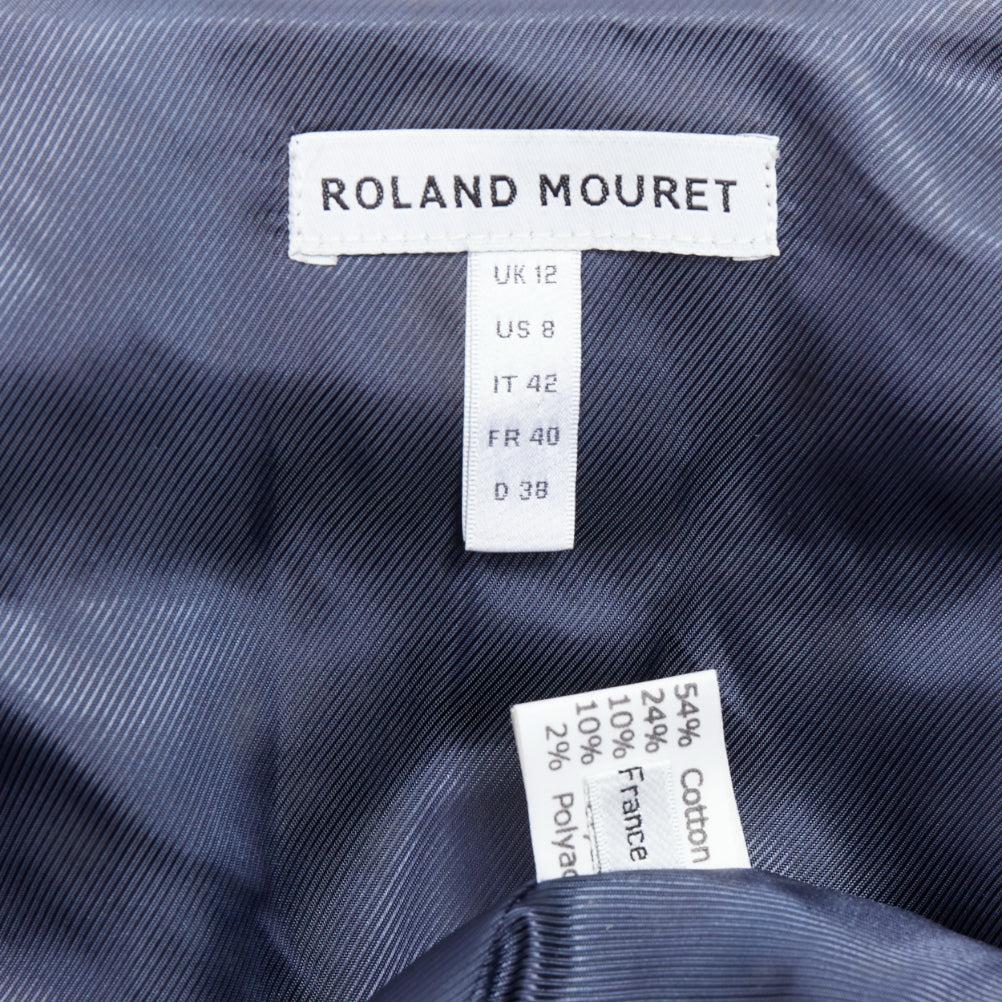 ROLAND MOURET
UK 12
US 8
IT 42
FR 40
D 38
54% Cotton
24%
10%
10%
2%
France